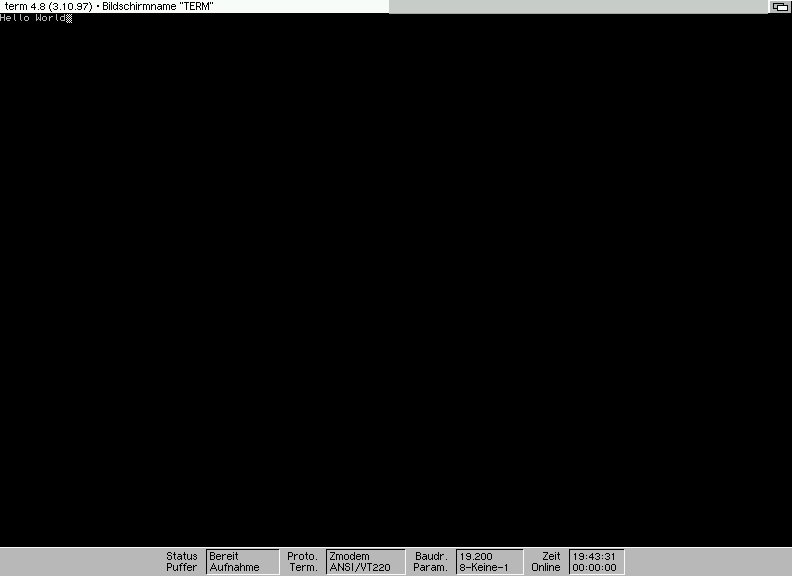 term 4.8 (3.10.97) • Bildschirmname "TERM"
Hello World
Status Bereit Proto. Zmodem Baudr. 19.200 Zeit 19:43:31
Puffer Aufnahme Term. ANSI/VT220 Param. 8-Keine-1 Online 00:00:00